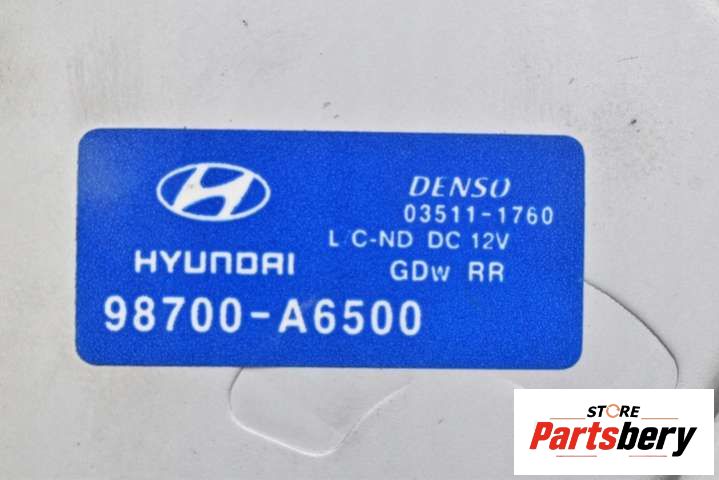 HYUNDAI
98700-A6500
DENSO
03511-1760
L/C-ND DC 12V
GDw RR
STORE
Partsbery